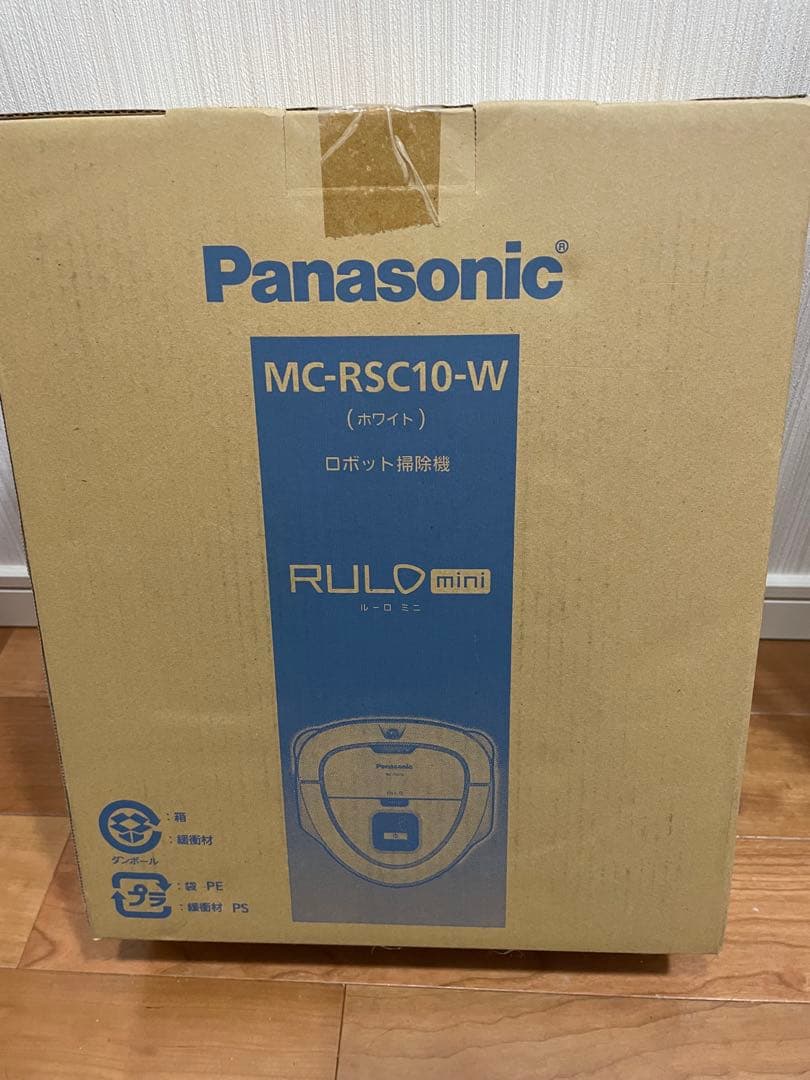 Panasonic®
MC-RSC10-W
(ホワイト)
ロボット掃除機
RULO mini
ルーロ ミニ
Panasonic
RULO
:箱
:緩衝材
ダンボール
プラ
:袋 PE
:緩衝材 PS